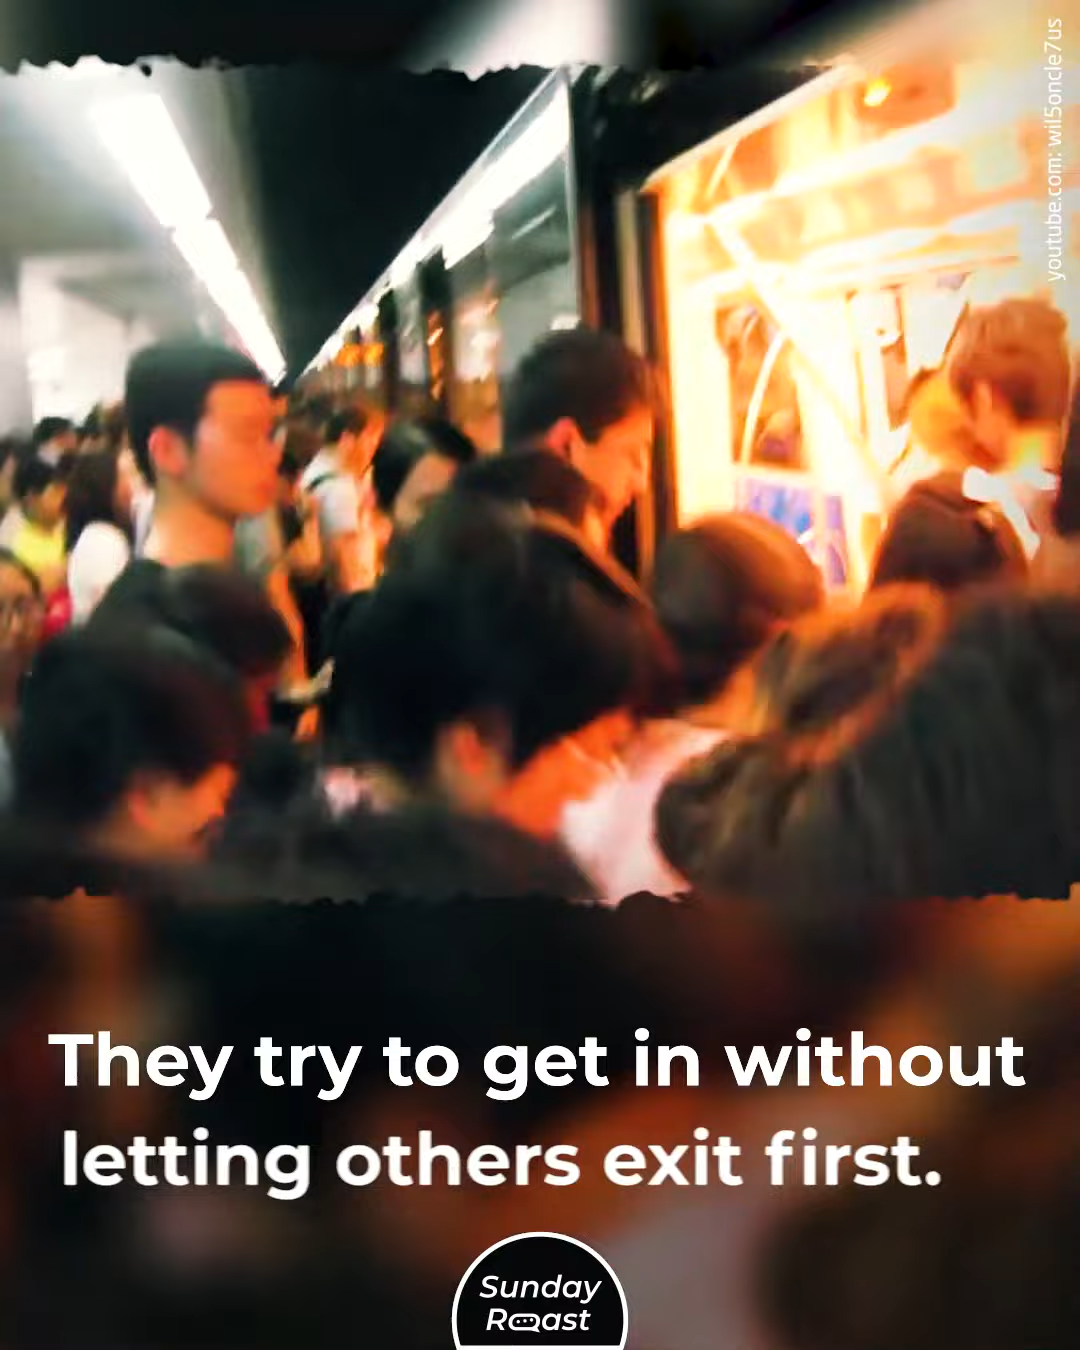 youtube.com: wil5oncle7us
They try to get in without
letting others exit first.
Sunday
Roast